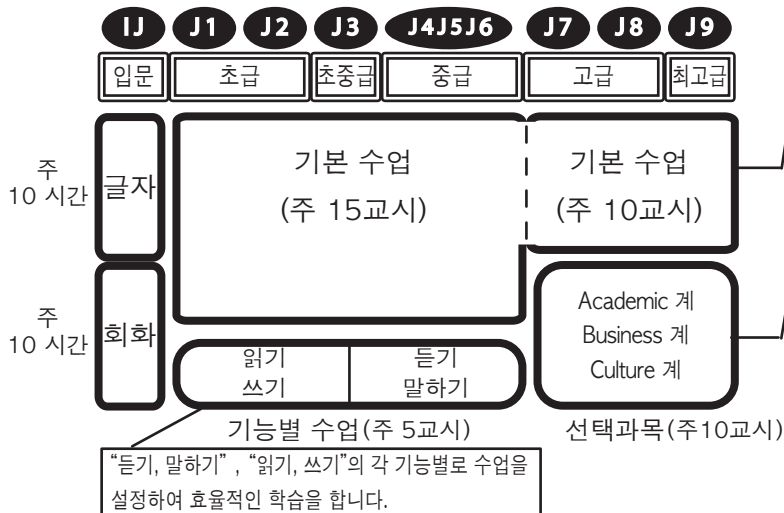 IJ J1 J2 J3 J4J5J6 J7 J8 J9
입문 초급 초중급 중급 고급 최고급
주
10 시간
글자
기본 수업
(주 15교시)
기본 수업
(주 10교시)
주
10 시간
회화
읽기
쓰기
듣기
말하기
Academic 계
Business 계
Culture 계
기능별 수업(주 5교시)
선택과목(주10교시)
“듣기, 말하기” , “읽기, 쓰기”의 각 기능별로 수업을
설정하여 효율적인 학습을 합니다.